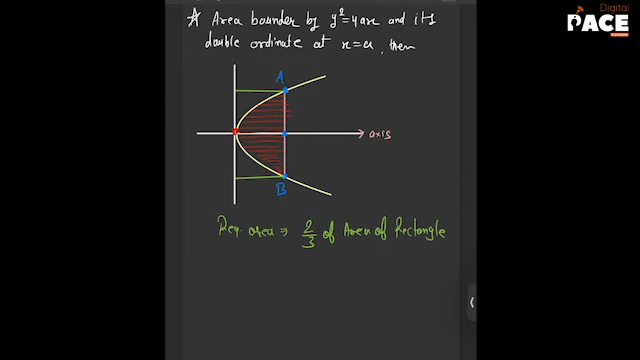 * Area bounder by y²=4ax and its
double ordinate at x=a, then
A
axis
B
Req. area ⇒ 2/3 of Area of Rectangle
Digital
PACE